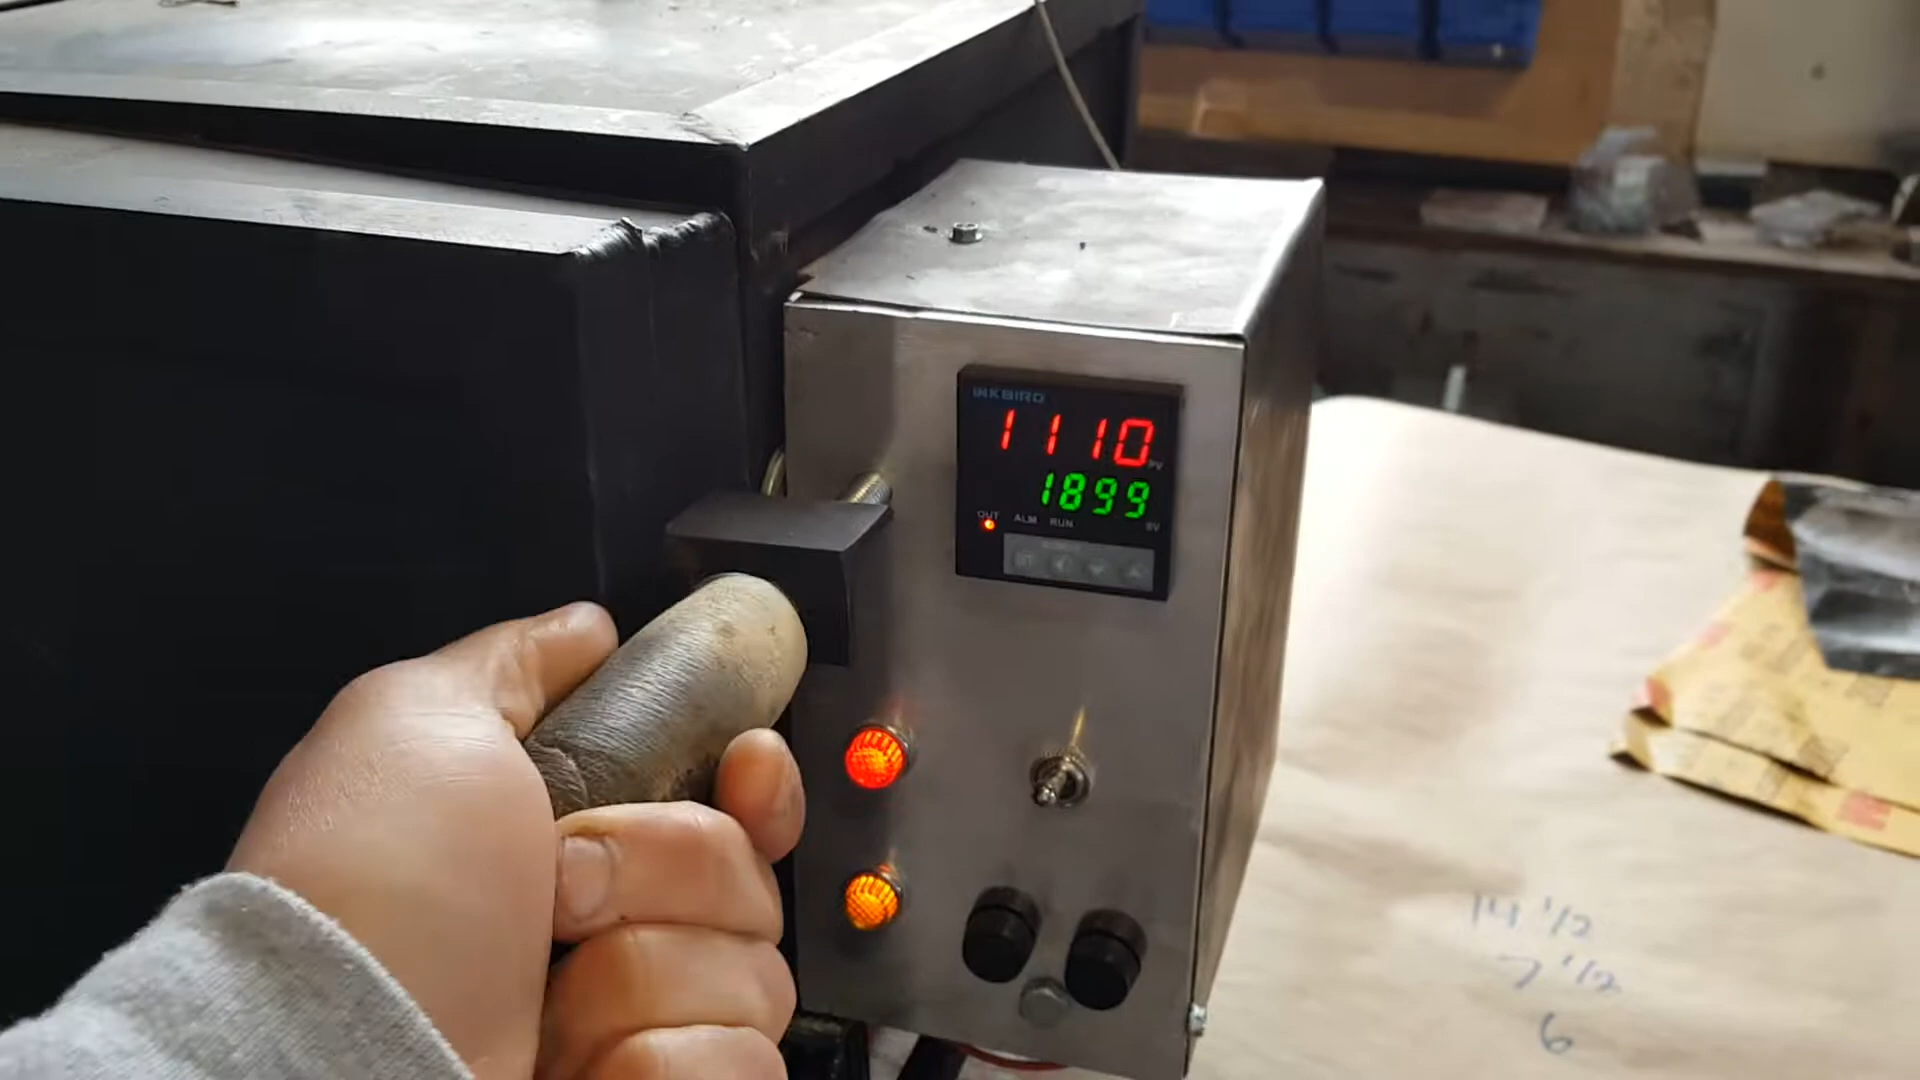 INKBIRD
1110
PV
1899
SV
OUT ALM RUN
14 1/2
7 1/2
6